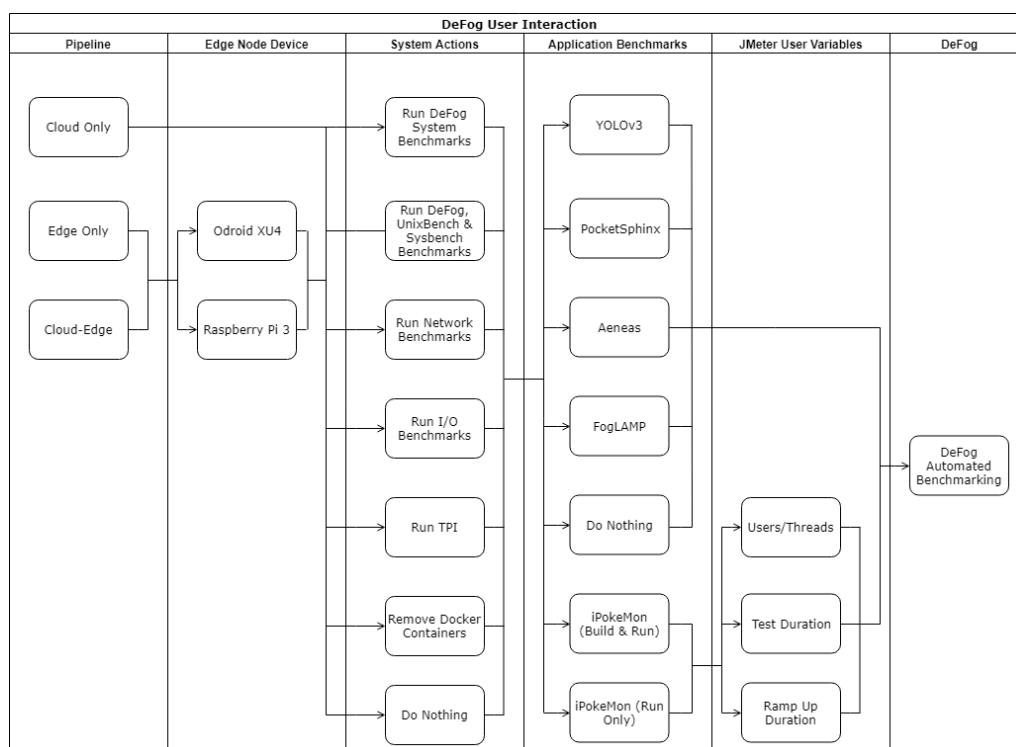 DeFog User Interaction
Pipeline
Edge Node Device
System Actions
Application Benchmarks
JMeter User Variables
DeFog
Cloud Only
Edge Only
Cloud-Edge
Odroid XU4
Raspberry Pi 3
Run DeFog
System
Benchmarks
Run DeFog,
UnixBench &
Sysbench
Benchmarks
Run Network
Benchmarks
Run I/O
Benchmarks
Run TPI
Remove Docker
Containers
Do Nothing
YOLOv3
PocketSphinx
Aeneas
FogLAMP
Do Nothing
iPokeMon
(Build & Run)
iPokeMon (Run
Only)
Users/Threads
Test Duration
Ramp Up
Duration
DeFog
Automated
Benchmarking